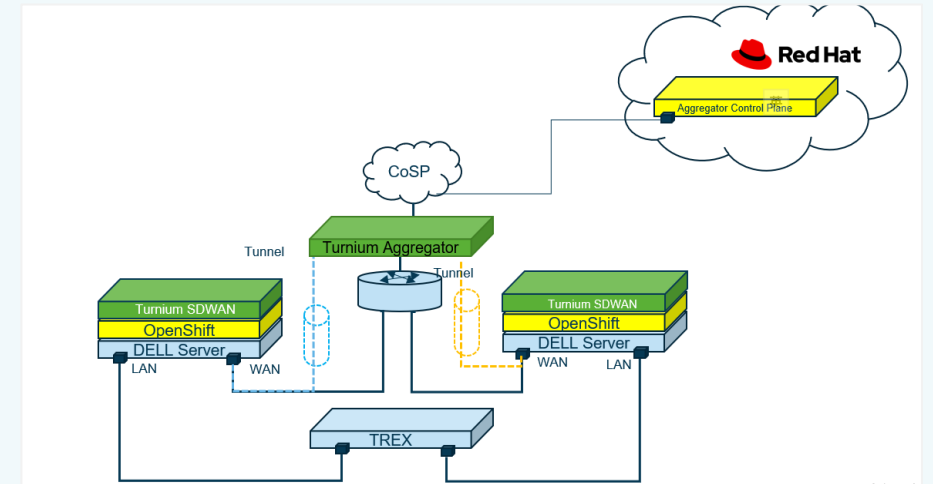 Red Hat
Aggregator Control Plane
CoSP
Turnium Aggregator
Tunnel
Tunnel
Turnium SDWAN
OpenShift
DELL Server
LAN
WAN
Turnium SDWAN
OpenShift
DELL Server
WAN
LAN
TREX